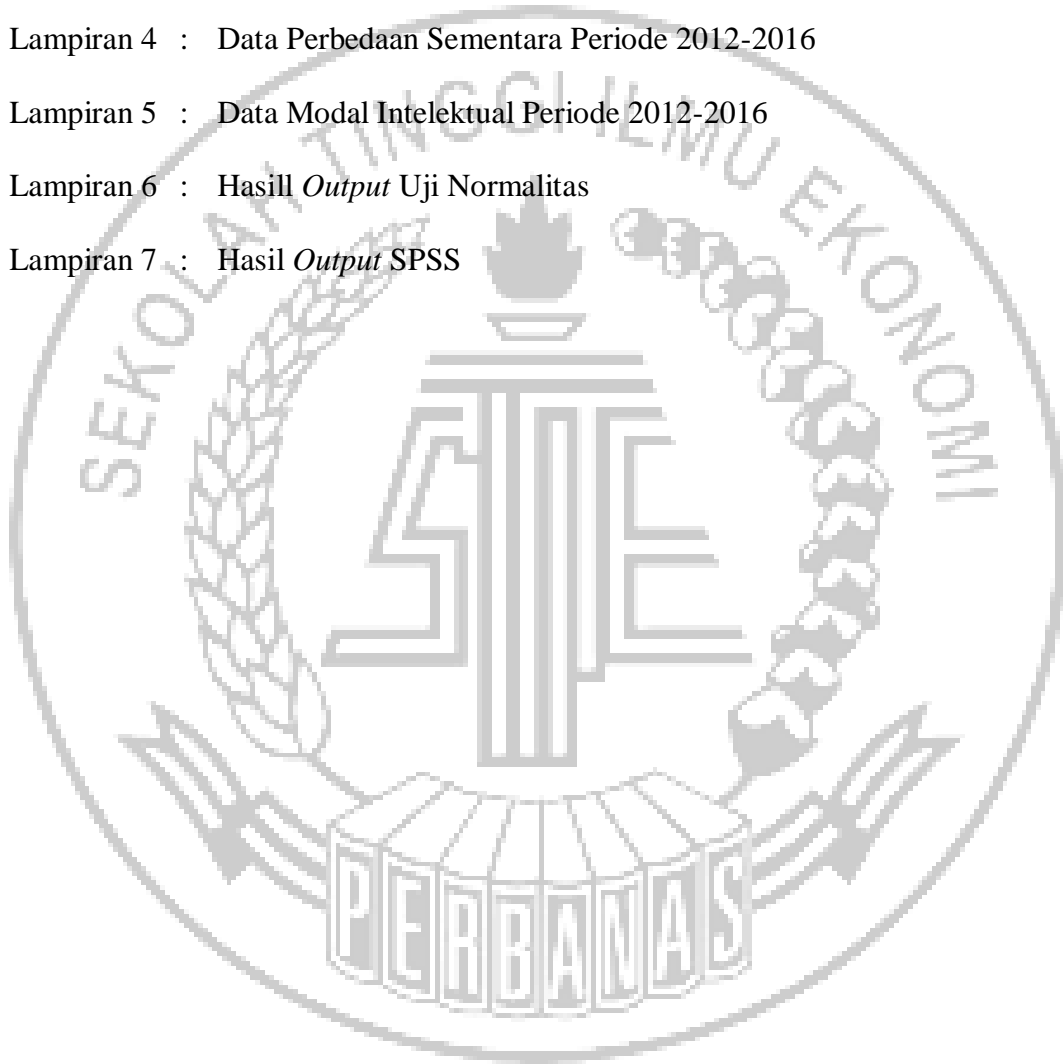 Lampiran 4 : Data Perbedaan Sementara Periode 2012-2016
Lampiran 5 : Data Modal Intelektual Periode 2012-2016
Lampiran 6 : Hasill Output Uji Normalitas
Lampiran 7 : Hasil Output SPSS
SEKOLAH TINGGI ILMU EKONOMI
STIE
PERBANAS